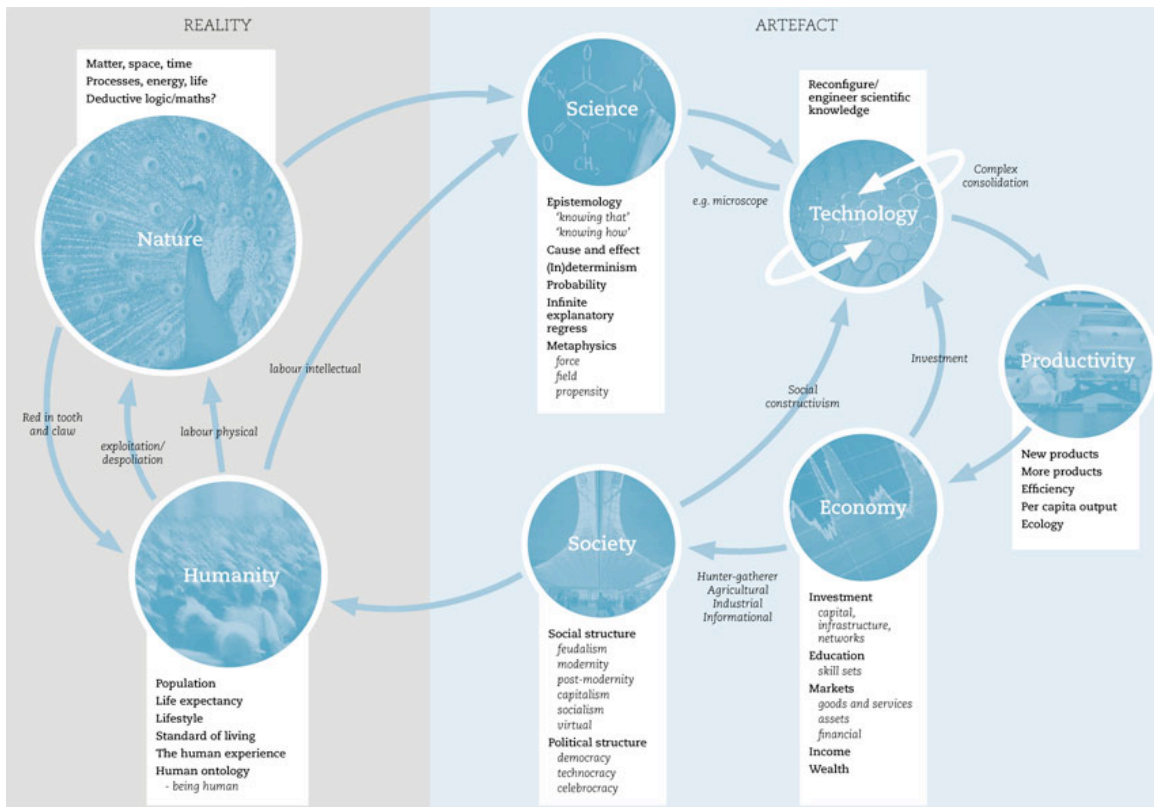 REALITY
ARTEFACT
Matter, space, time
Processes, energy, life
Deductive logic/maths?
Nature
O
N
CH₃
O
Science
Epistemology
'knowing that'
'knowing how'
Cause and effect
(In)determinism
Probability
Infinite
explanatory
regress
Metaphysics
force
field
propensity
Reconfigure/
engineer scientific
knowledge
Technology
Complex
consolidation
e.g. microscope
labour intellectual
Social
constructivism
Investment
Productivity
New products
More products
Efficiency
Per capita output
Ecology
Red in tooth
and claw
exploitation/
despoliation
labour physical
Humanity
Population
Life expectancy
Lifestyle
Standard of living
The human experience
Human ontology
- being human
Society
Hunter-gatherer
Agricultural
Industrial
Informational
Social structure
feudalism
modernity
post-modernity
capitalism
socialism
virtual
Political structure
democracy
technocracy
celebrocracy
Economy
Investment
capital,
infrastructure,
networks
Education
skill sets
Markets
goods and services
assets
financial
Income
Wealth